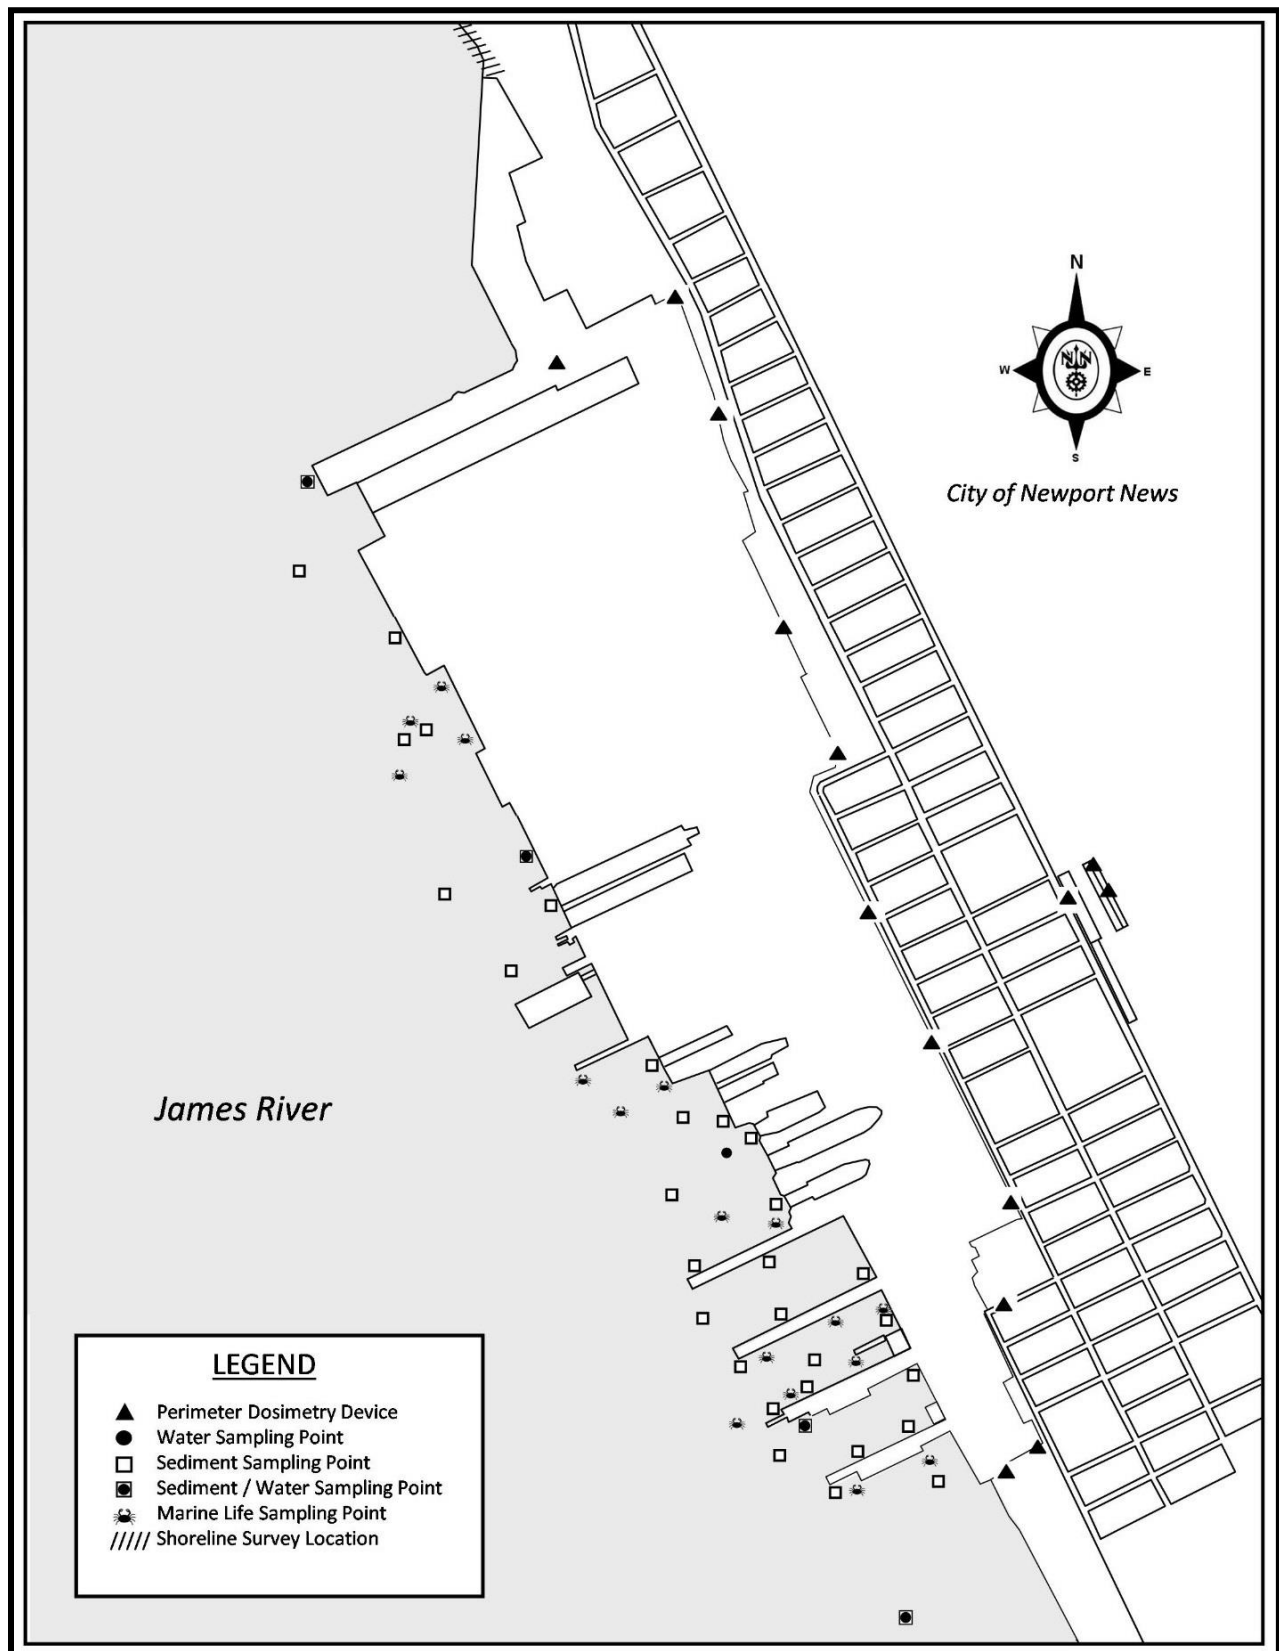 N
W
NN
E
S
City of Newport News
James River
LEGEND
Perimeter Dosimetry Device
Water Sampling Point
Sediment Sampling Point
Sediment / Water Sampling Point
Marine Life Sampling Point
Shoreline Survey Location